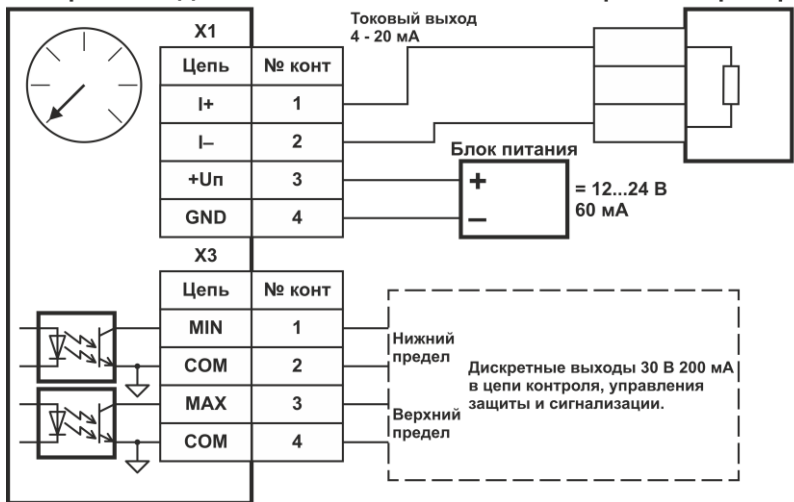 X1
Токовый выход
4 - 20 мА
Цепь № конт
I+ 1
I– 2
+Uп 3
GND 4
Блок питания
+
–
= 12...24 В
60 мА
X3
Цепь № конт
MIN 1
COM 2
MAX 3
COM 4
Нижний
предел
Верхний
предел
Дискретные выходы 30 В 200 мА
в цепи контроля, управления
защиты и сигнализации.